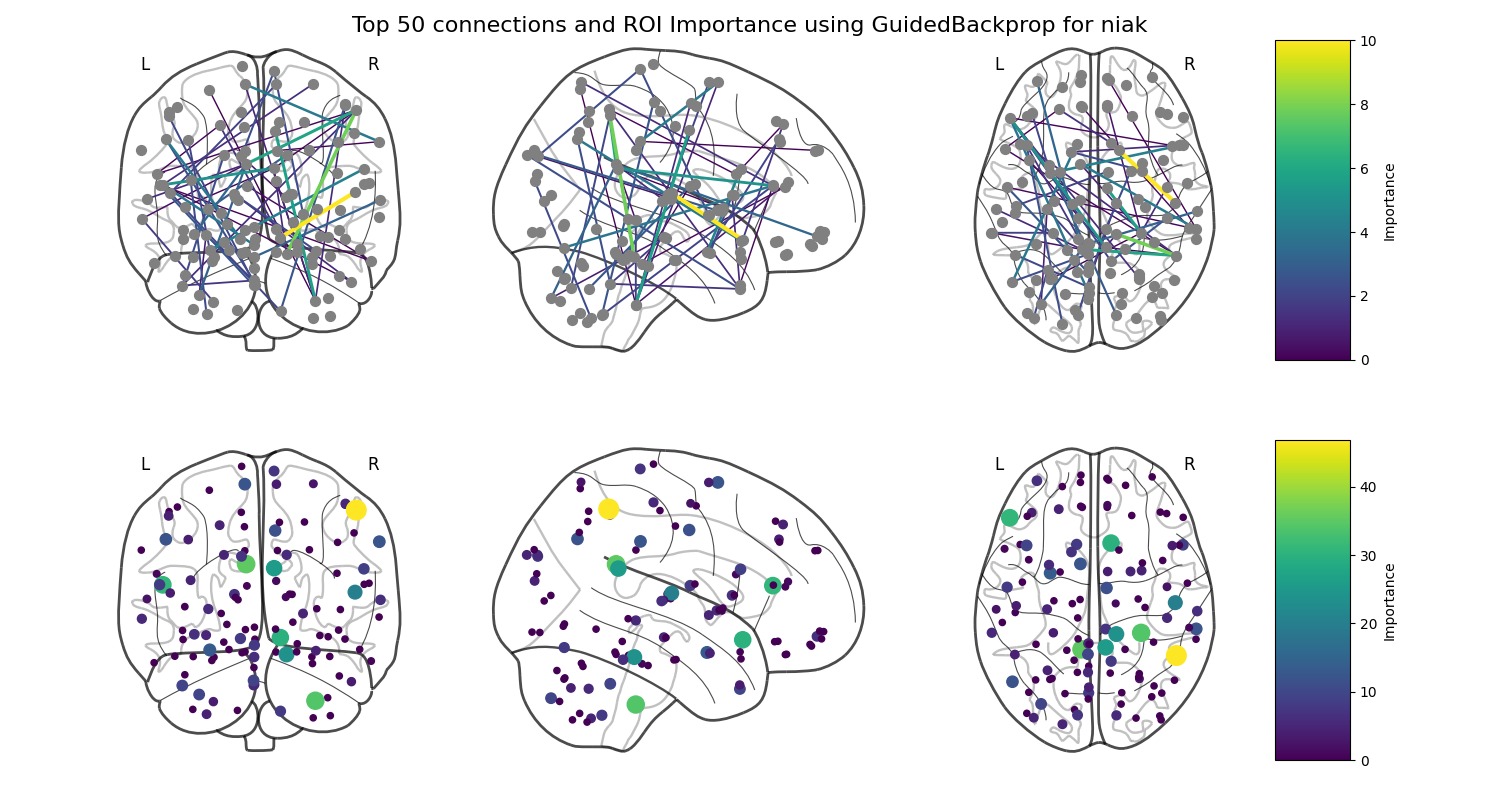 Top 50 connections and ROI Importance using GuidedBackprop for niak
L
R
L
R
10
8
6
4
2
0
Importance
L
R
L
R
40
30
20
10
0
Importance